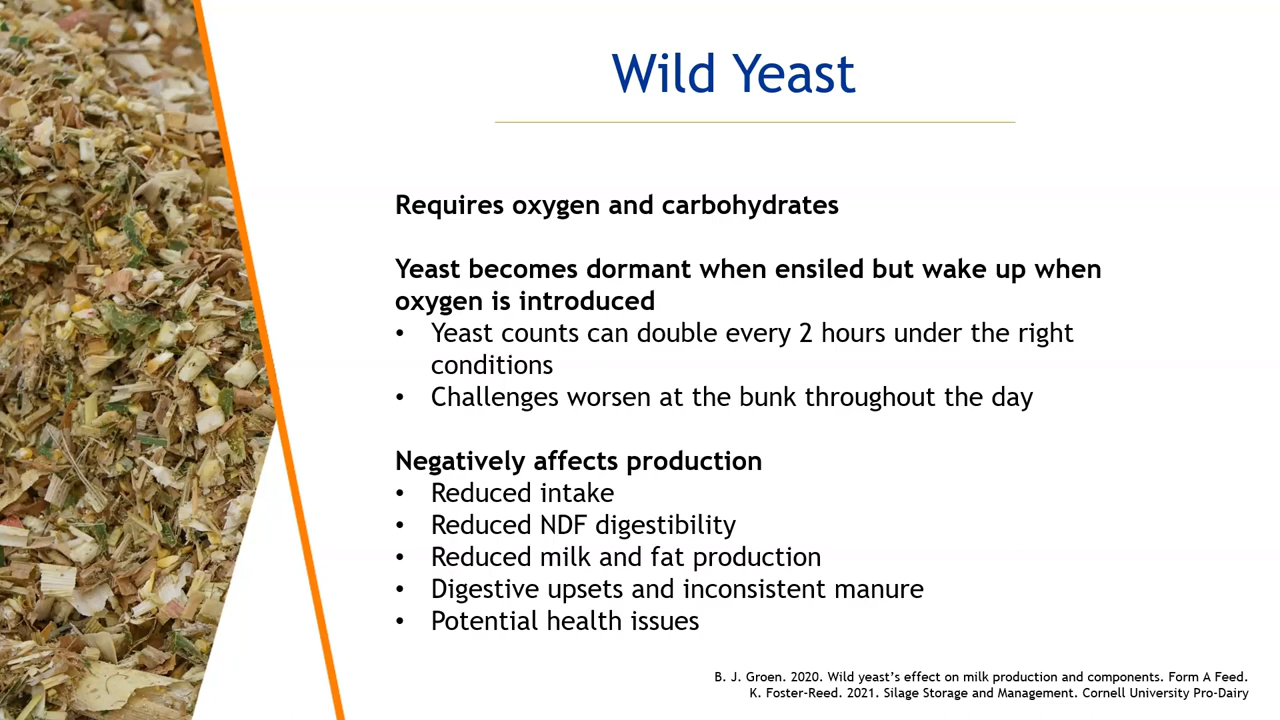 Wild Yeast
Requires oxygen and carbohydrates
Yeast becomes dormant when ensiled but wake up when
oxygen is introduced
• Yeast counts can double every 2 hours under the right
conditions
• Challenges worsen at the bunk throughout the day
Negatively affects production
• Reduced intake
• Reduced NDF digestibility
• Reduced milk and fat production
• Digestive upsets and inconsistent manure
• Potential health issues
B. J. Groen. 2020. Wild yeast’s effect on milk production and components. Form A Feed.
K. Foster-Reed. 2021. Silage Storage and Management. Cornell University Pro-Dairy